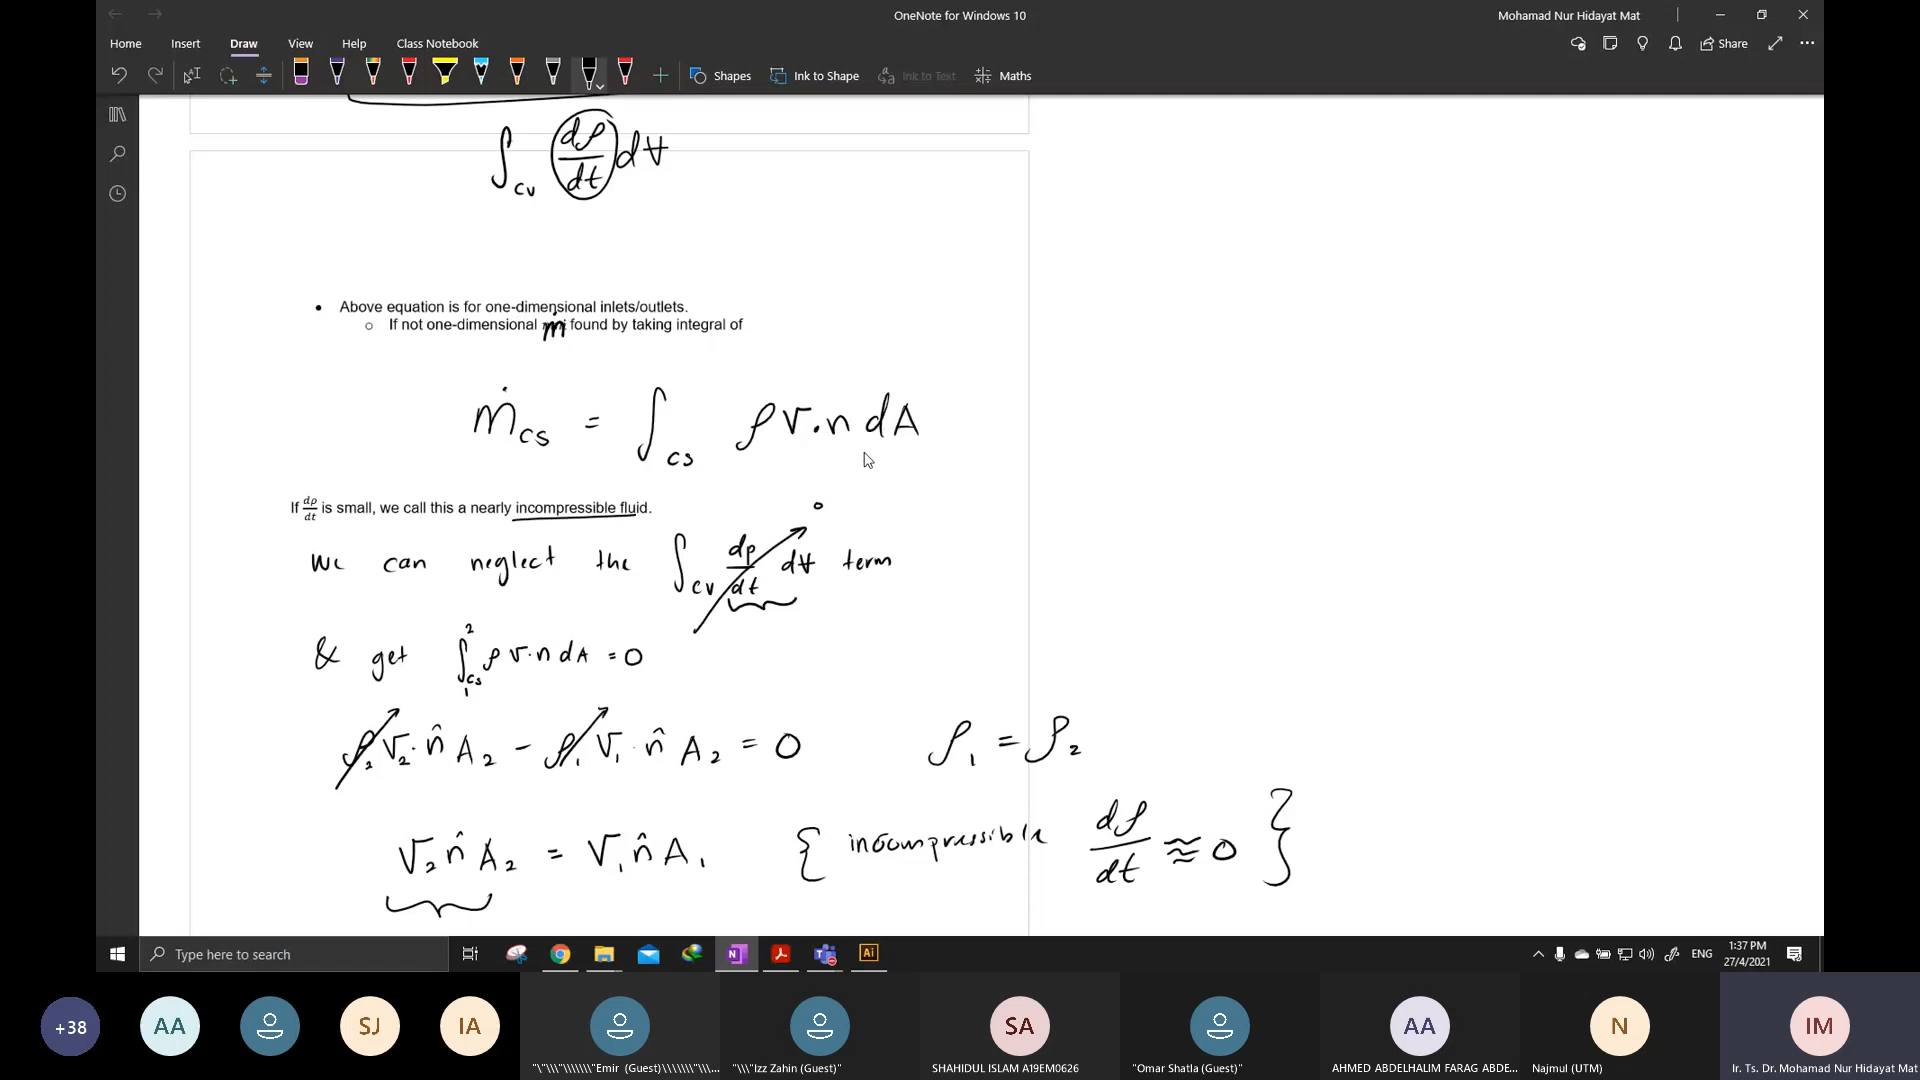 OneNote for Windows 10
Mohamad Nur Hidayat Mat
Home Insert Draw View Help Class Notebook
Share
Shapes Ink to Shape Ink to Text Maths
∫cv (dρ/dt) d∀
• Above equation is for one-dimensional inlets/outlets.
o If not one-dimensional ṁ found by taking integral of
ṁcs = ∫cs ρ V·n dA
If dρ/dt is small, we call this a nearly incompressible fluid.
We can neglect the ∫cv dρ/dt d∀ term 0
& get ∫cs 1 2 ρ V·n dA = 0
ρ₂ V₂·n̂ A₂ - ρ₁ V₁·n̂ A₂ = 0 ρ₁ = ρ₂
V₂ n̂ A₂ = V₁ n̂ A₁ { incompressible dρ/dt ≈ 0 }
Type here to search
N Ai
ENG
1:37 PM
27/4/2021
+38 AA SJ IA SA AA N IM
"\"\\\"\\\\\\\"Emir (Guest)\\\\\\\"\\\...
"\\\"Izz Zahin (Guest)"
SHAHIDUL ISLAM A19EM0626
"Omar Shatla (Guest)"
AHMED ABDELHALIM FARAG ABDE...
Najmul (UTM)
Ir. Ts. Dr. Mohamad Nur Hidayat Mat